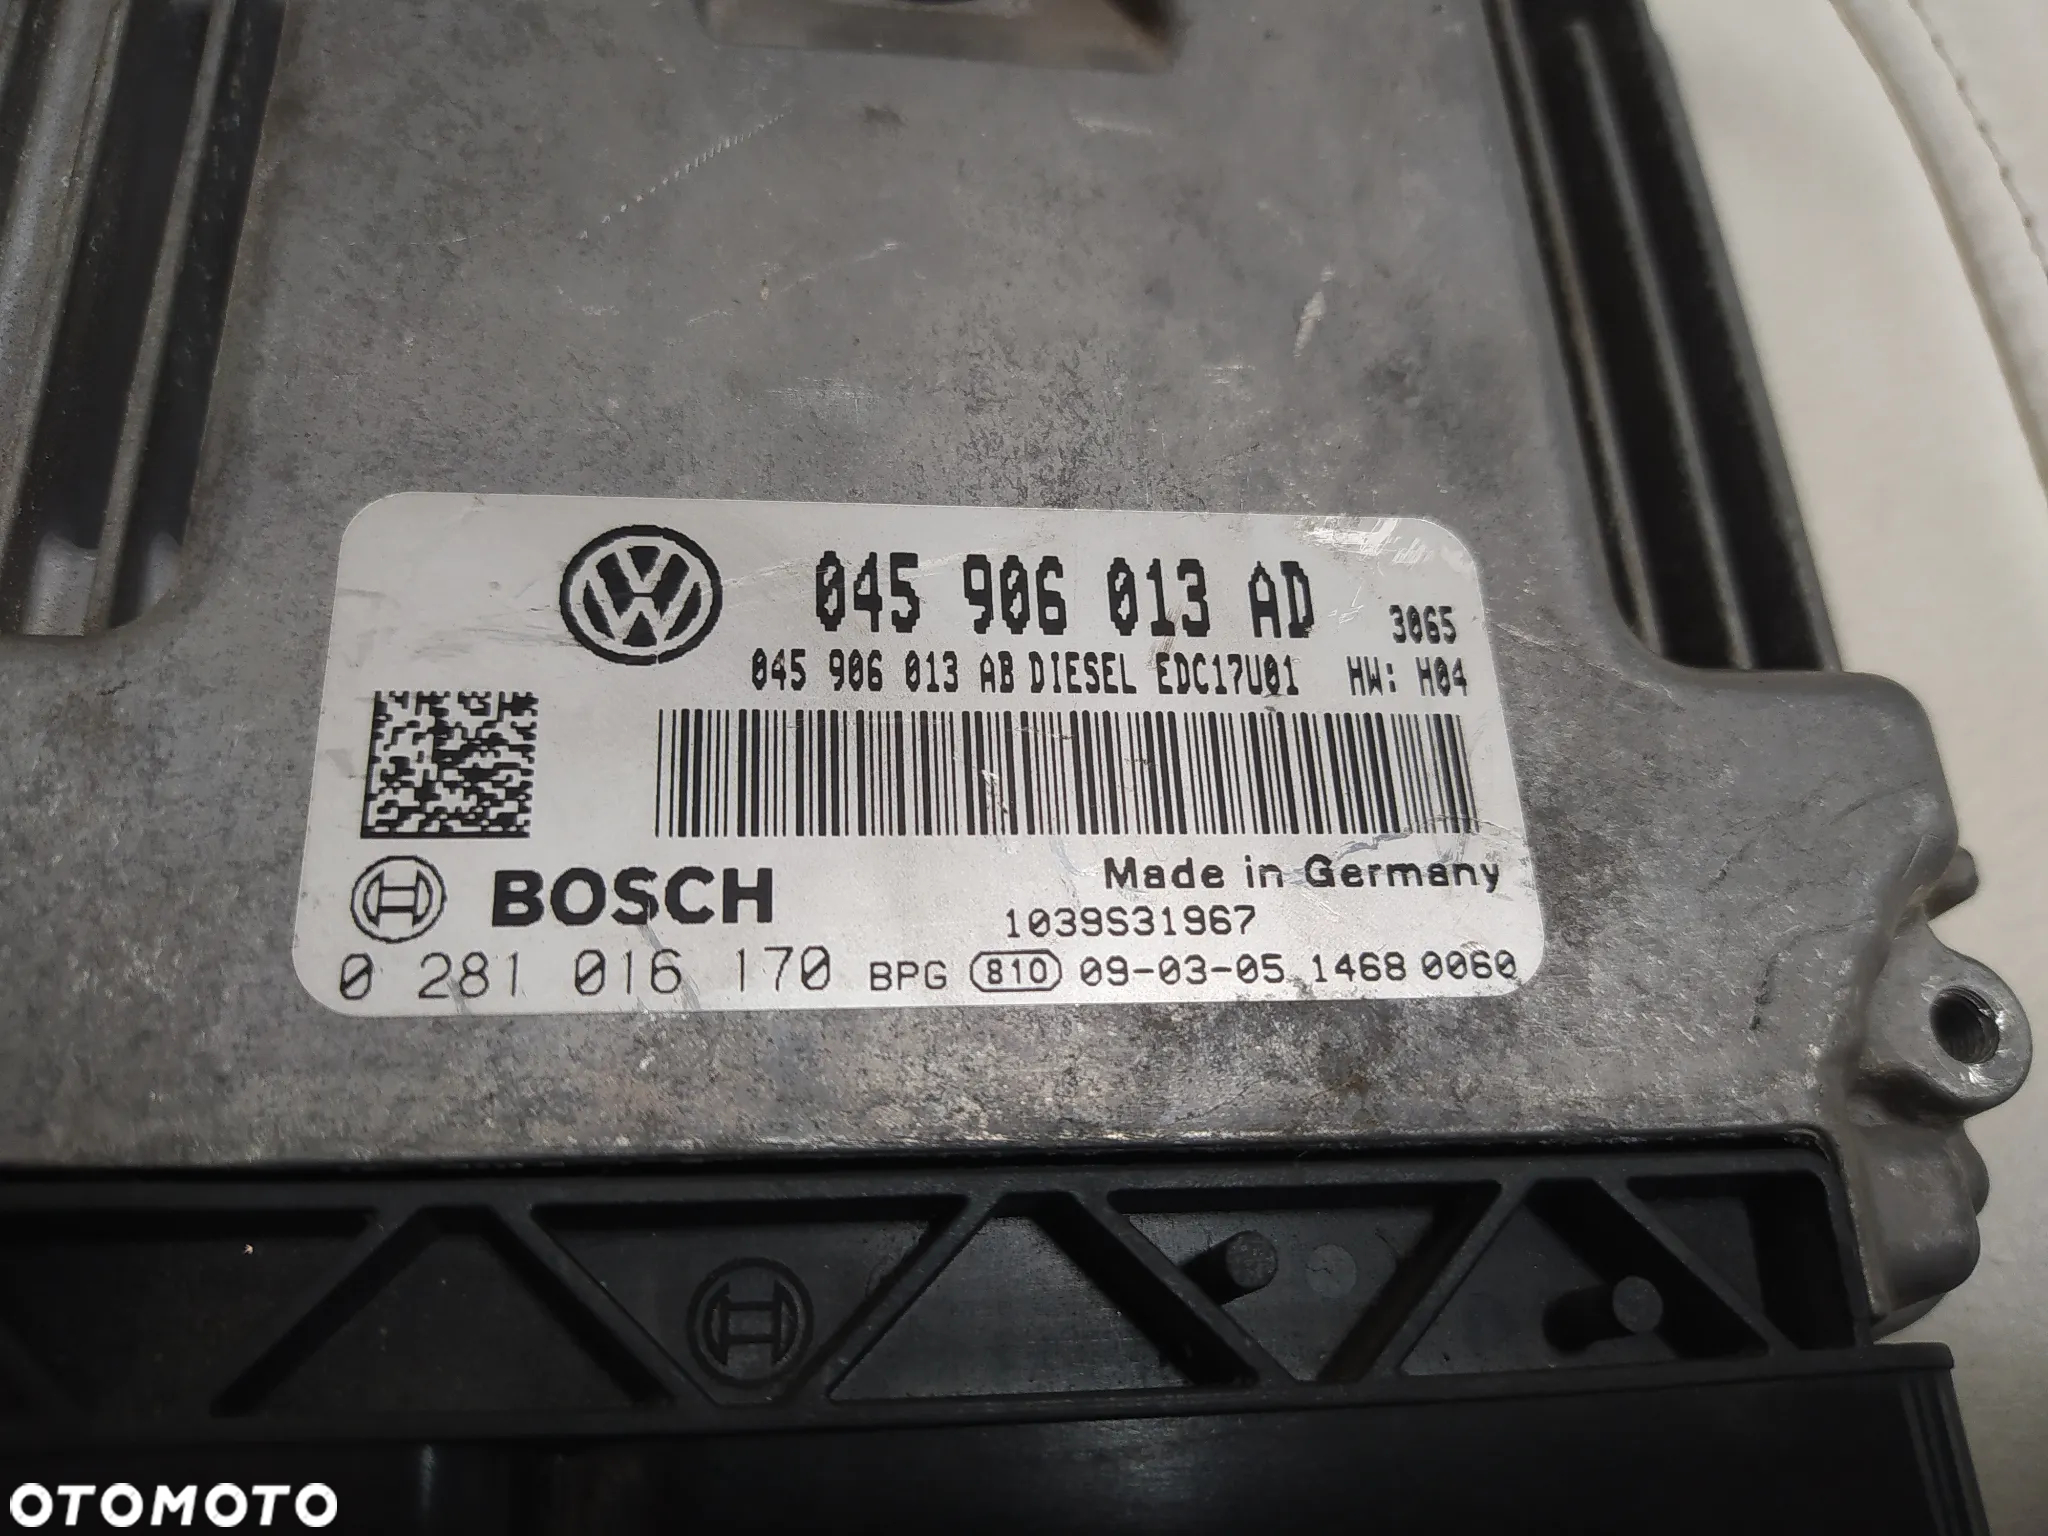 045 906 013 AD 3065
045 906 013 AB DIESEL EDC17U01 HW: H04
BOSCH Made in Germany
1039S31967
0 281 016 170 BPG 810 09-03-05 1468 0060
OTOMOTO